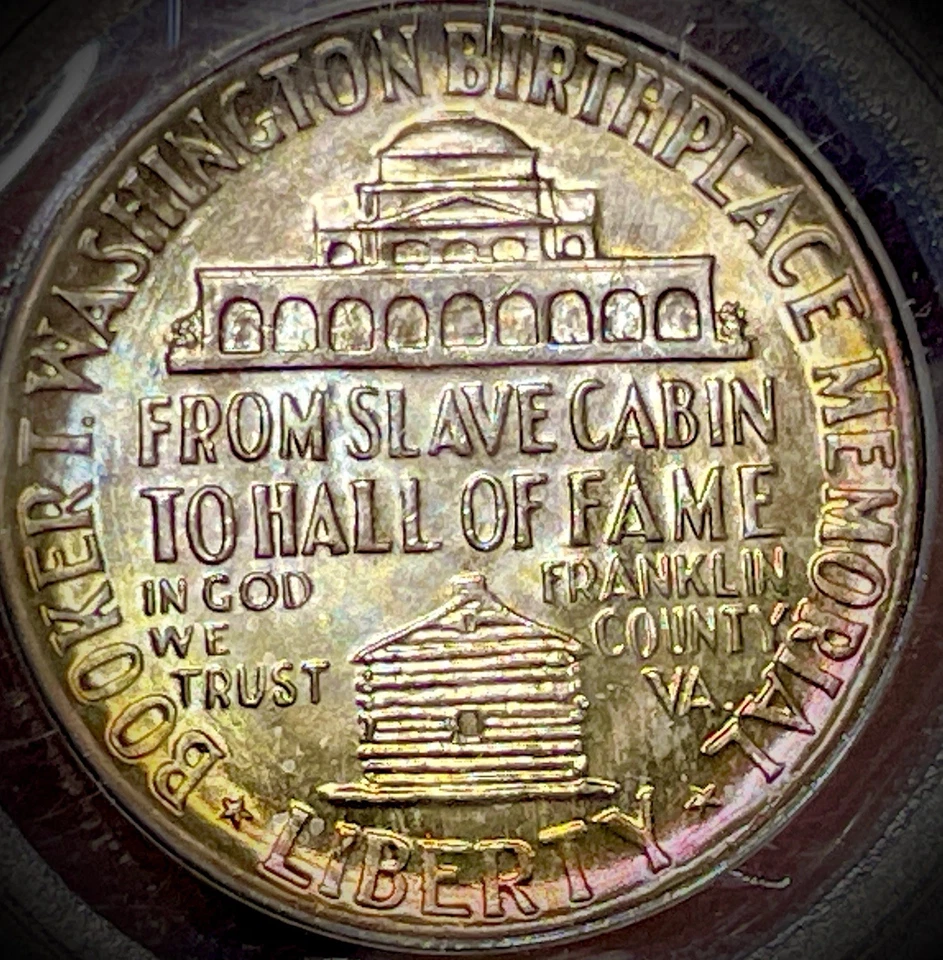 BOOKER T. WASHINGTON BIRTHPLACE MEMORIAL
FROM SLAVE CABIN
TO HALL OF FAME
IN GOD
WE
TRUST
FRANKLIN
COUNTY
VA.
LIBERTY